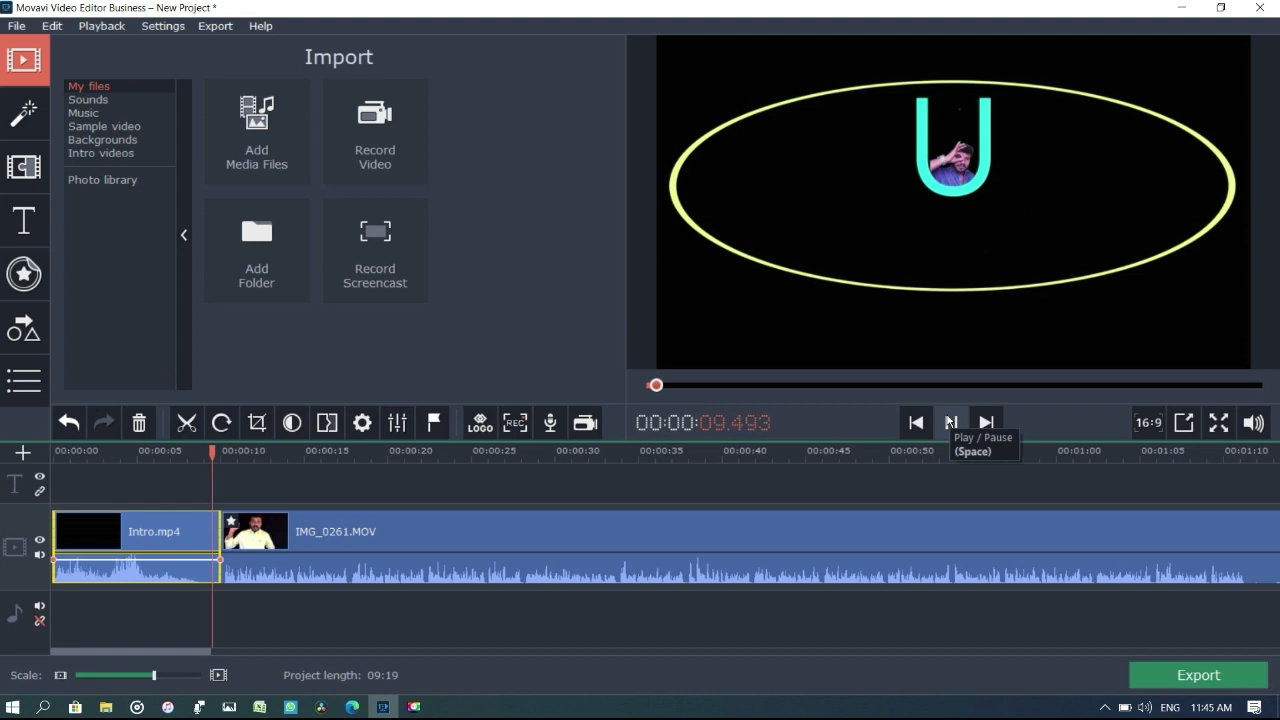 Movavi Video Editor Business – New Project *
File Edit Playback Settings Export Help
Import
My files
Sounds
Music
Sample video
Backgrounds
Intro videos
Photo library
Add
Media Files
Record
Video
Add
Folder
Record
Screencast
U
LOGO
REC
00:00:09.493
16:9
Play / Pause
(Space)
00:00:00 00:00:05 00:00:10 00:00:15 00:00:20 00:00:25 00:00:30 00:00:35 00:00:40 00:00:45 00:00:50 00:01:00 00:01:05 00:01:10
Intro.mp4
IMG_0261.MOV
Scale:
Project length: 09:19
Export
ENG 11:45 AM